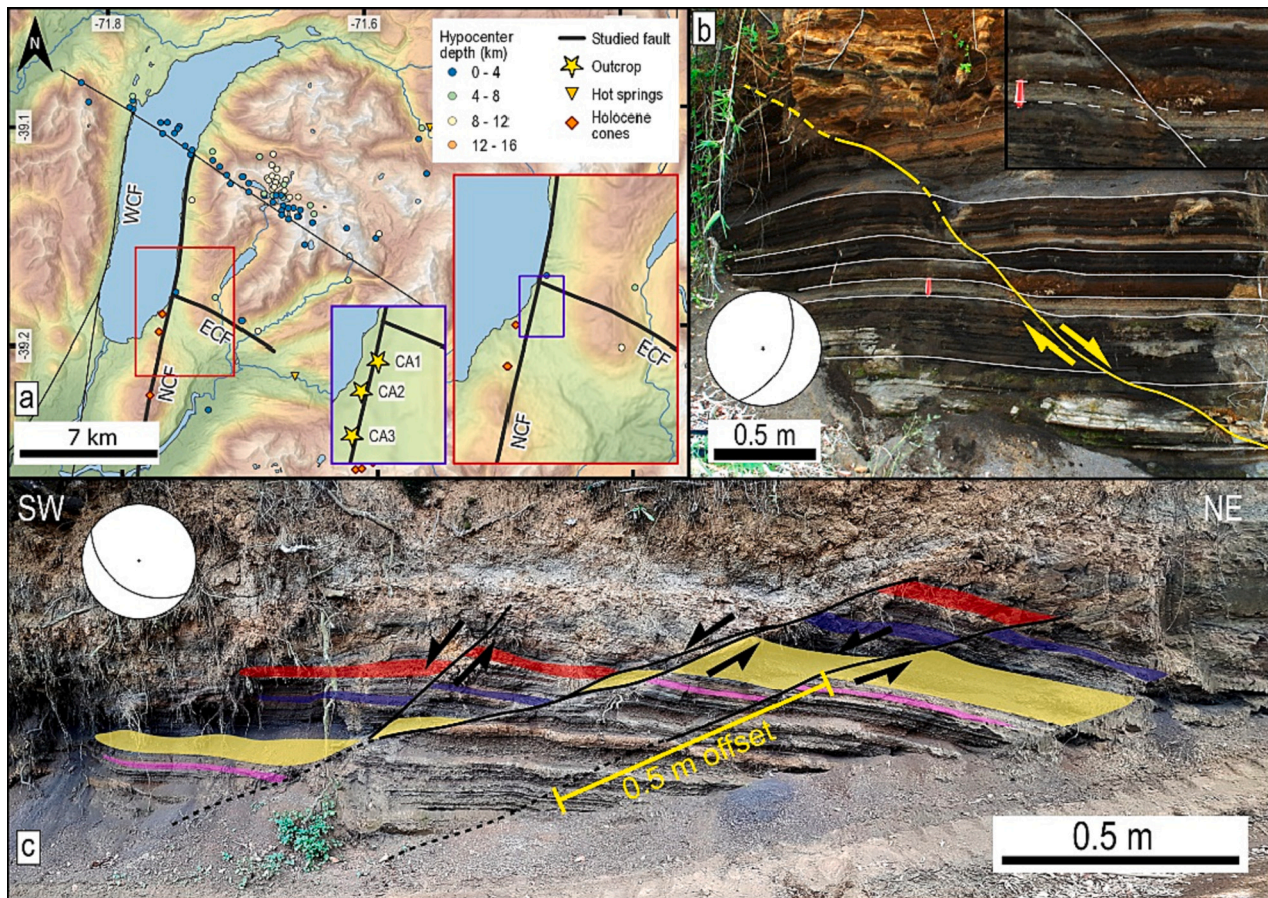 -71.8
-71.6
N
Hypocenter
depth (km)
0 - 4
4 - 8
8 - 12
12 - 16
Studied fault
Outcrop
Hot springs
Holocene
cones
-39.1
-39.2
WCF
ECF
NCF
a
7 km
CA1
CA2
CA3
ECF
NCF
b
0.5 m
SW
NE
0.5 m offset
c
0.5 m